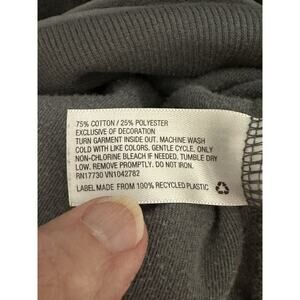 75% COTTON / 25% POLYESTER
EXCLUSIVE OF DECORATION
TURN GARMENT INSIDE OUT. MACHINE WASH
COLD WITH LIKE COLORS. GENTLE CYCLE, ONLY
NON-CHLORINE BLEACH IF NEEDED. TUMBLE DRY
LOW. REMOVE PROMPTLY. DO NOT IRON.
RN17730 VN1042782
LABEL MADE FROM 100% RECYCLED PLASTIC